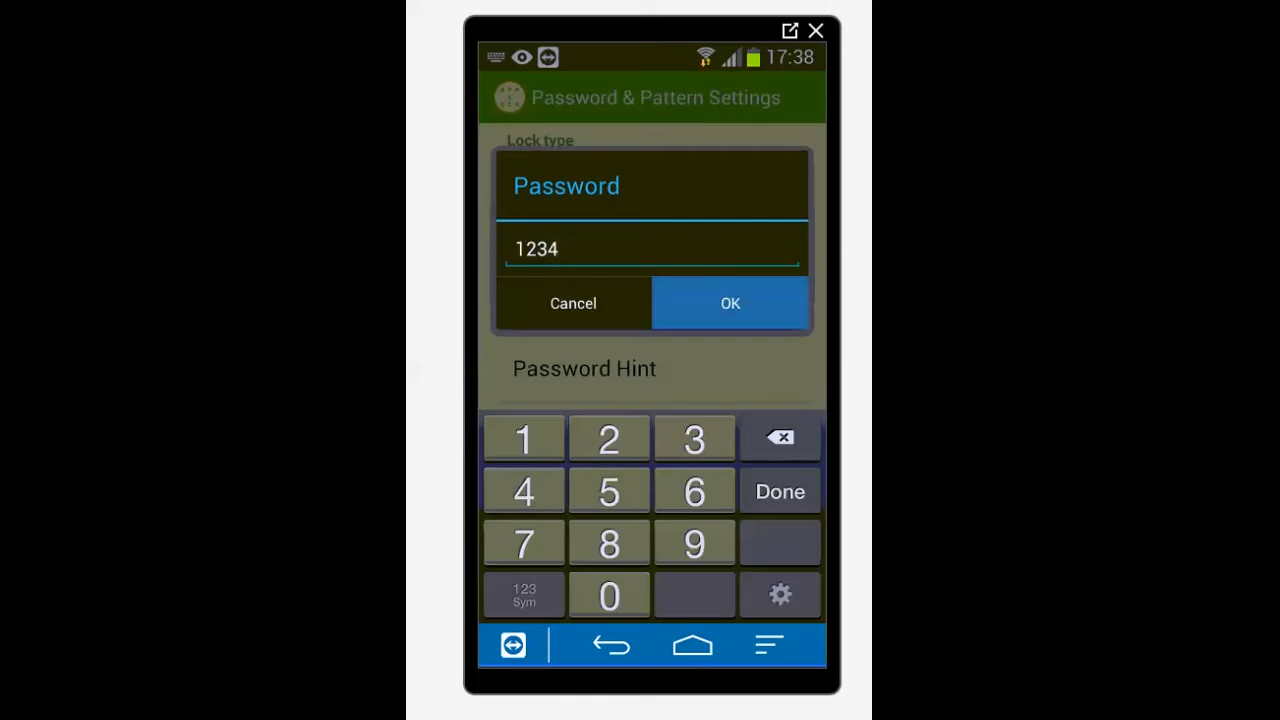 17:38
Password & Pattern Settings
Lock type
Password
1234
Cancel OK
Password Hint
1 2 3
4 5 6 Done
7 8 9
123
Sym
0